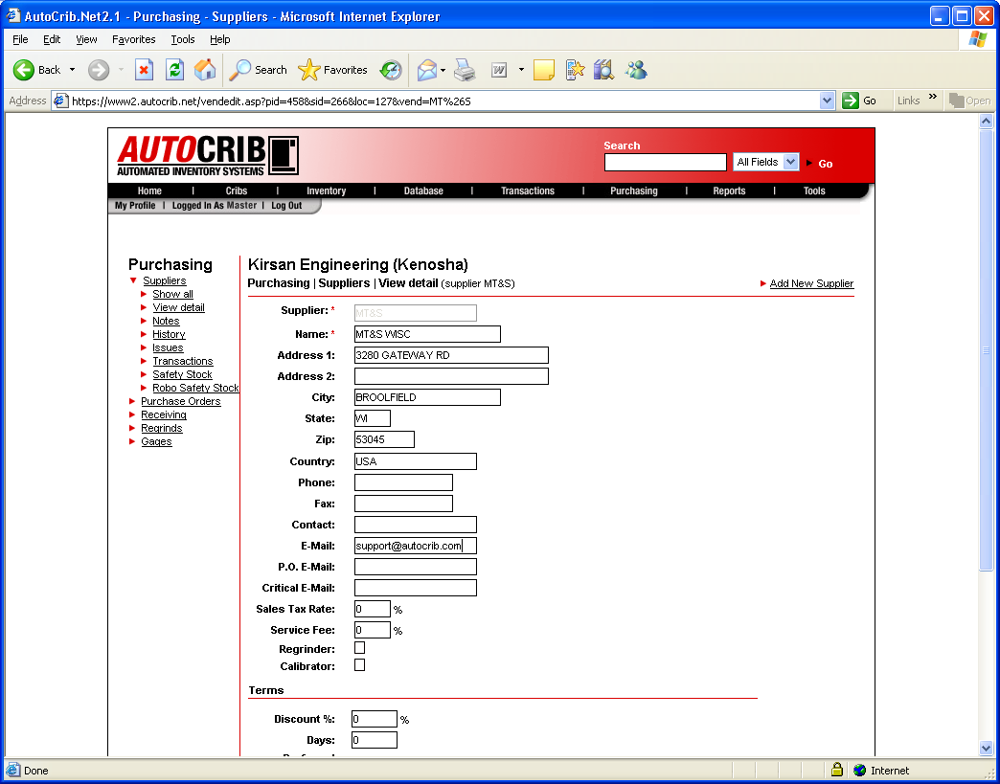 AutoCrib.Net2.1 - Purchasing - Suppliers - Microsoft Internet Explorer
File Edit View Favorites Tools Help
Back Search Favorites W
Address https://www2.autocrib.net/vendedit.asp?pid=458&sid=266&loc=127&vend=MT%26S Go Links » Open
AUTOCRIB
AUTOMATED INVENTORY SYSTEMS
Search
All Fields Go
Home | Cribs | Inventory | Database | Transactions | Purchasing | Reports | Tools
My Profile | Logged In As Master | Log Out
Purchasing
Suppliers
Show all
View detail
Notes
History
Issues
Transactions
Safety Stock
Robo Safety Stock
Purchase Orders
Receiving
Regrinds
Gages
Kirsan Engineering (Kenosha)
Purchasing | Suppliers | View detail (supplier MT&S)
Add New Supplier
Supplier: * MT&S
Name: * MT&S WISC
Address 1: 3280 GATEWAY RD
Address 2:
City: BROOLFIELD
State: WI
Zip: 53045
Country: USA
Phone:
Fax:
Contact:
E-Mail: support@autocrib.com
P.O. E-Mail:
Critical E-Mail:
Sales Tax Rate: 0 %
Service Fee: 0 %
Regrinder:
Calibrator:
Terms
Discount %: 0 %
Days: 0
Done Internet